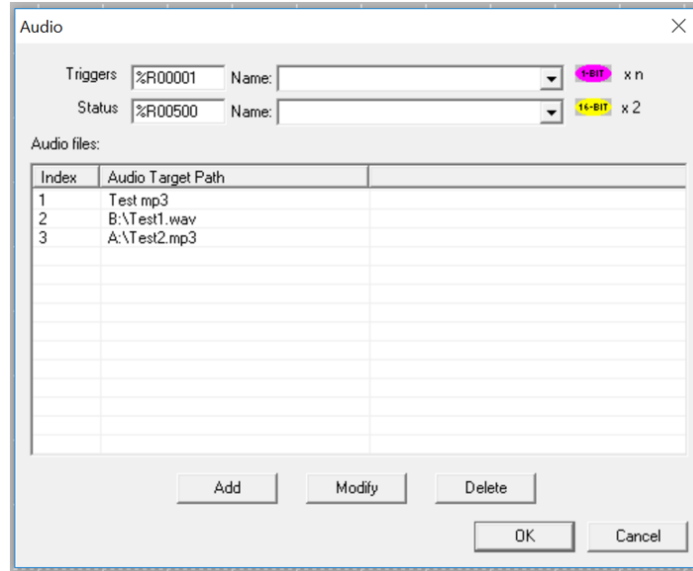 Audio
Triggers %R00001 Name: 1-BIT x n
Status %R00500 Name: 16-BIT x 2
Audio files:
Index Audio Target Path
1 Test mp3
2 B:\Test1.wav
3 A:\Test2.mp3
Add Modify Delete
OK Cancel